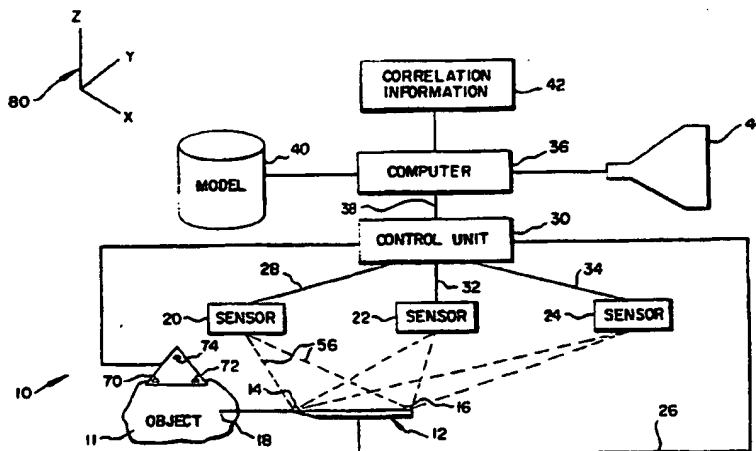 Z
Y
80
X
CORRELATION
INFORMATION
42
40
MODEL
COMPUTER
36
4
38
CONTROL UNIT
30
28
32
34
20
SENSOR
22
SENSOR
24
SENSOR
74
56
70
72
10
14
16
OBJECT
11
18
12
26